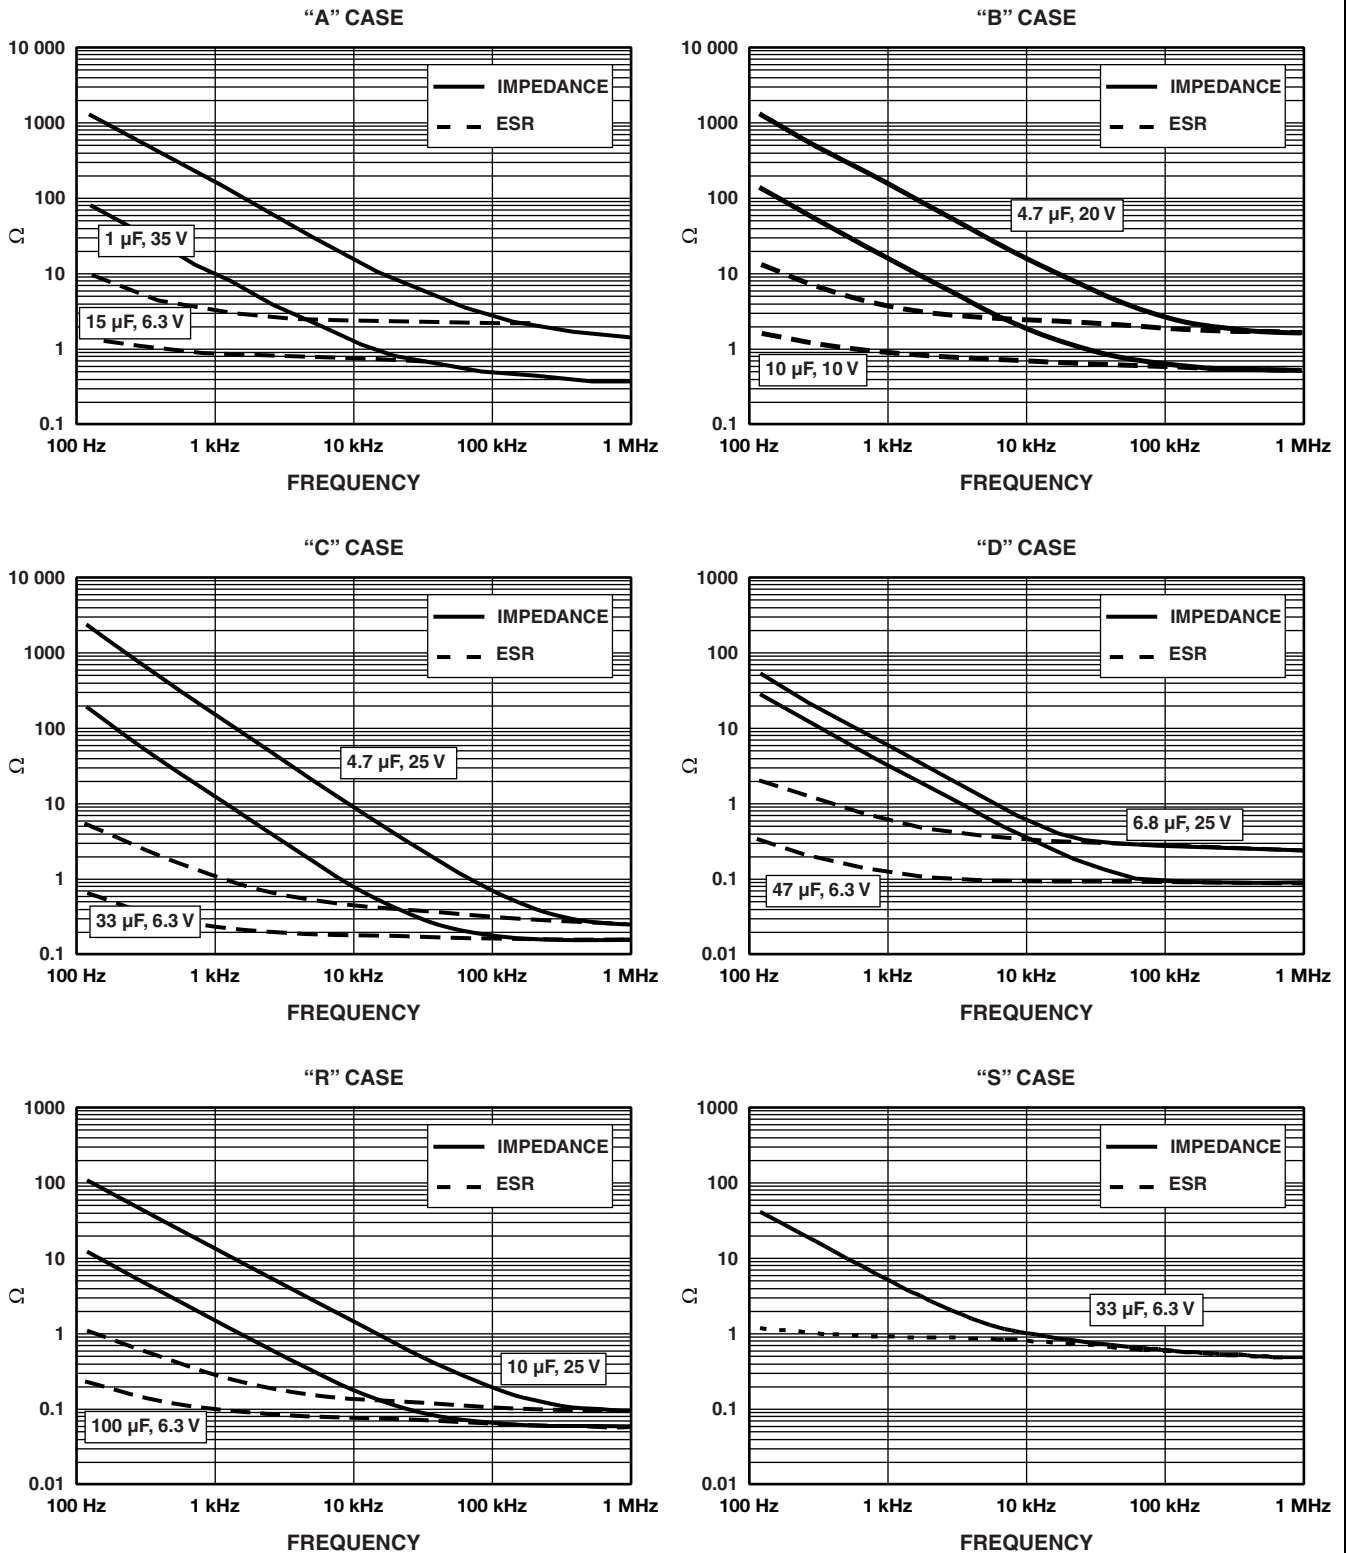 “A” CASE
10 000
1000
100
10
1
0.1
Ω
IMPEDANCE
ESR
1 µF, 35 V
15 µF, 6.3 V
100 Hz 1 kHz 10 kHz 100 kHz 1 MHz
FREQUENCY
“B” CASE
10 000
1000
100
10
1
0.1
Ω
IMPEDANCE
ESR
4.7 µF, 20 V
10 µF, 10 V
100 Hz 1 kHz 10 kHz 100 kHz 1 MHz
FREQUENCY
“C” CASE
10 000
1000
100
10
1
0.1
Ω
IMPEDANCE
ESR
4.7 µF, 25 V
33 µF, 6.3 V
100 Hz 1 kHz 10 kHz 100 kHz 1 MHz
FREQUENCY
“D” CASE
1000
100
10
1
0.1
0.01
Ω
IMPEDANCE
ESR
6.8 µF, 25 V
47 µF, 6.3 V
100 Hz 1 kHz 10 kHz 100 kHz 1 MHz
FREQUENCY
“R” CASE
1000
100
10
1
0.1
0.01
Ω
IMPEDANCE
ESR
10 µF, 25 V
100 µF, 6.3 V
100 Hz 1 kHz 10 kHz 100 kHz 1 MHz
FREQUENCY
“S” CASE
1000
100
10
1
0.1
0.01
Ω
IMPEDANCE
ESR
33 µF, 6.3 V
100 Hz 1 kHz 10 kHz 100 kHz 1 MHz
FREQUENCY